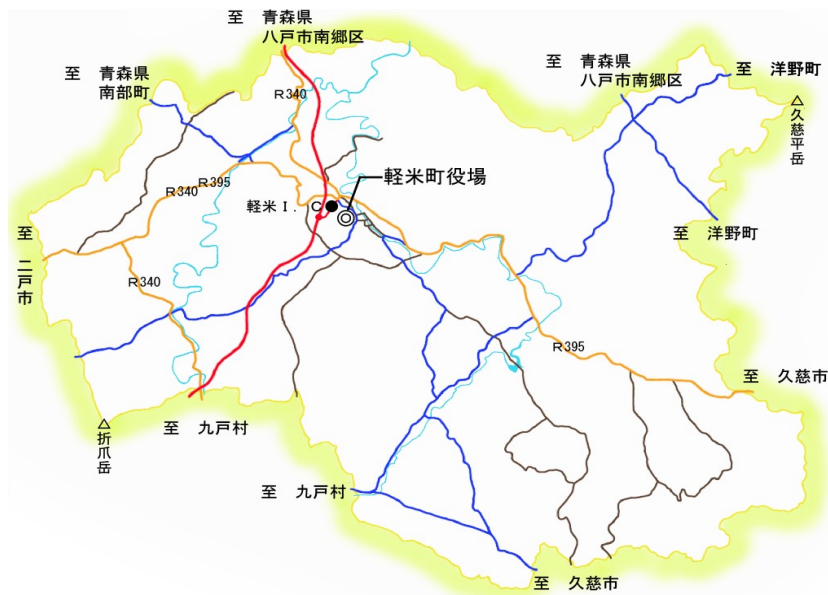 至 青森県
八戸市南郷区
至 青森県
南部町
至 青森県
八戸市南郷区
至 洋野町
△久慈平岳
R340
軽米町役場
R395
R340
軽米I.C
至 洋野町
至 二戸市
R340
R395
至 久慈市
△折爪岳
至 九戸村
至 九戸村
至 久慈市